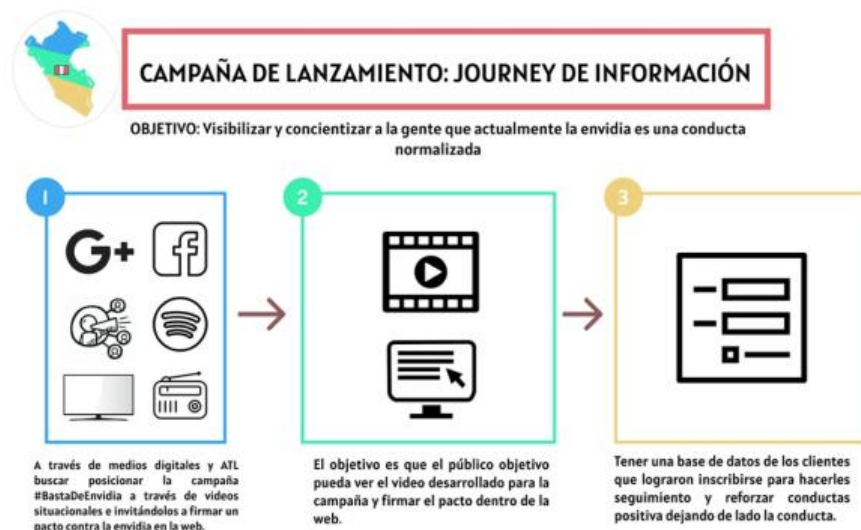 CAMPAÑA DE LANZAMIENTO: JOURNEY DE INFORMACIÓN
OBJETIVO: Visibilizar y concientizar a la gente que actualmente la envidia es una conducta
normalizada
1
2
3
G+
A través de medios digitales y ATL
buscar posicionar la campaña
#BastaDeEnvidia a través de videos
situacionales e invitándolos a firmar un
pacto contra la envidia en la web.
El objetivo es que el público objetivo
pueda ver el video desarrollado para la
campaña y firmar el pacto dentro de la
web.
Tener una base de datos de los clientes
que lograron inscribirse para hacerles
seguimiento y reforzar conductas
positiva dejando de lado la conducta.